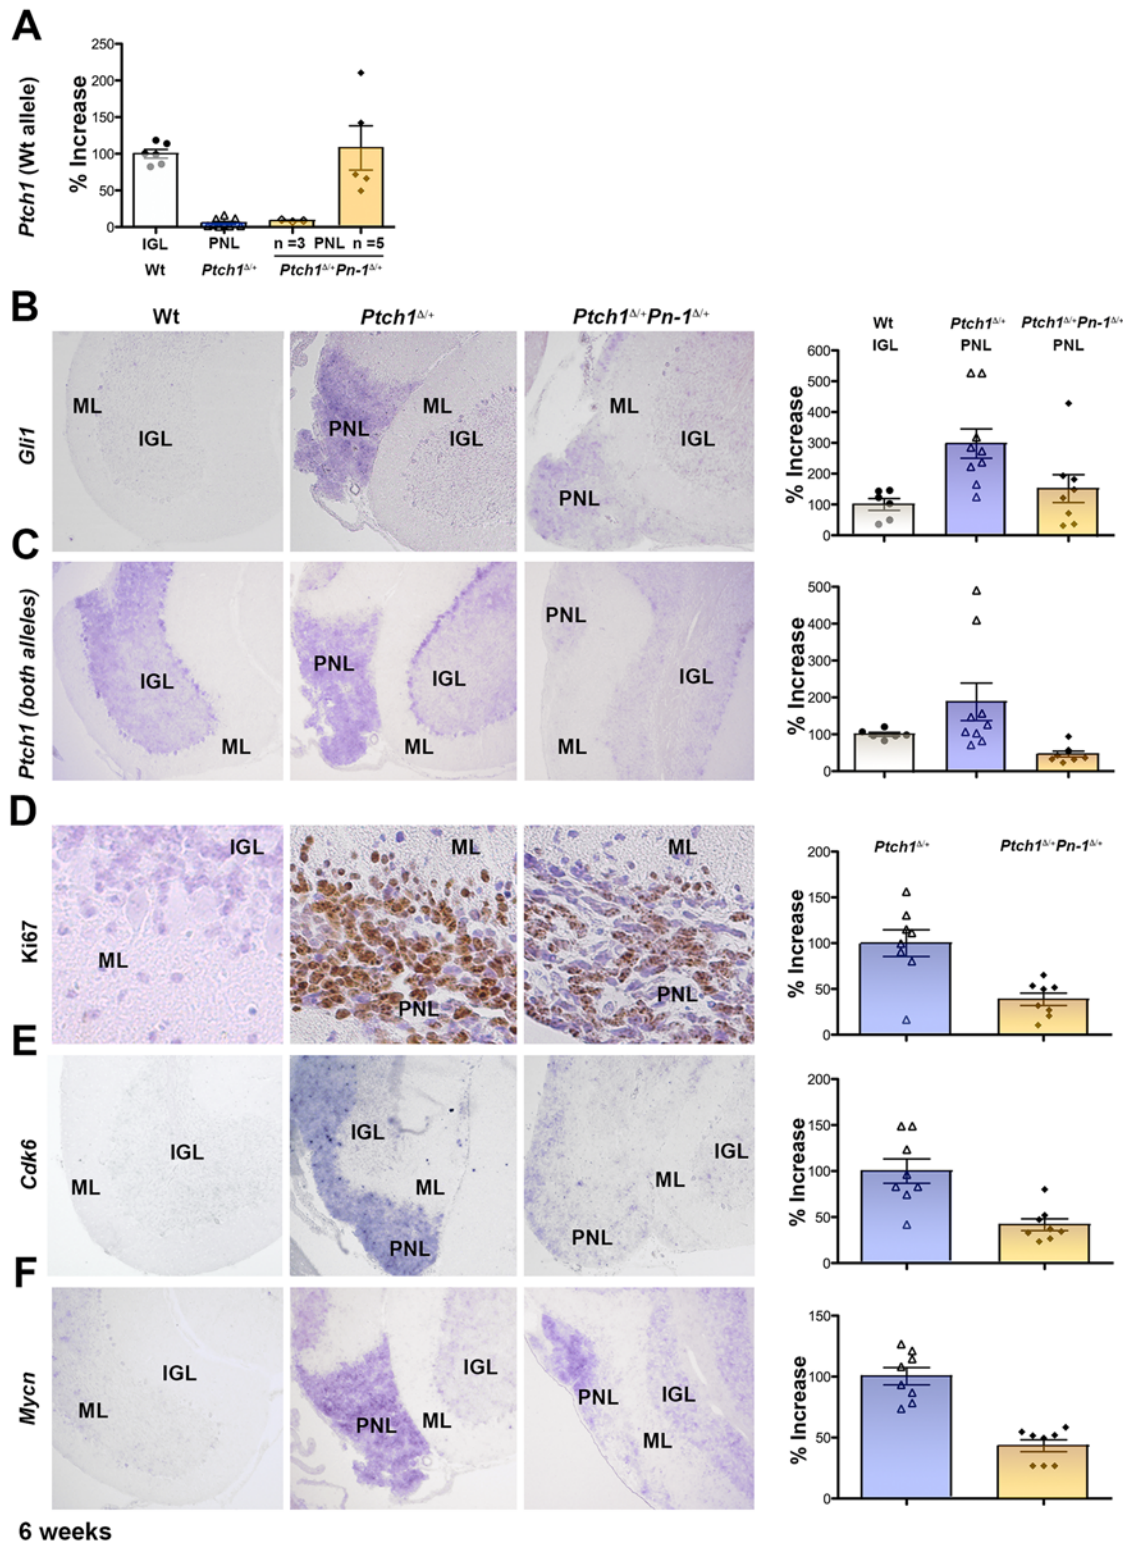 A
Ptch1 (Wt allele)
% Increase
250
200
150
100
50
0
IGL PNL n =3 PNL n =5
Wt Ptch1Δ/+ Ptch1Δ/+Pn-1Δ/+
B
Wt Ptch1Δ/+ Ptch1Δ/+Pn-1Δ/+
Gli1
ML IGL
PNL ML IGL
ML IGL PNL
Wt Ptch1Δ/+ Ptch1Δ/+Pn-1Δ/+
IGL PNL PNL
% Increase
600
500
400
300
200
100
0
C
Ptch1 (both alleles)
IGL ML
PNL IGL ML
PNL IGL ML
% Increase
500
400
300
200
100
0
D
Ki67
IGL ML
ML PNL
ML PNL
Ptch1Δ/+ Ptch1Δ/+Pn-1Δ/+
% Increase
200
150
100
50
0
E
Cdk6
IGL ML
IGL ML PNL
IGL ML PNL
% Increase
200
150
100
50
0
F
Mycn
IGL ML
IGL PNL ML
PNL IGL ML
% Increase
150
100
50
0
6 weeks